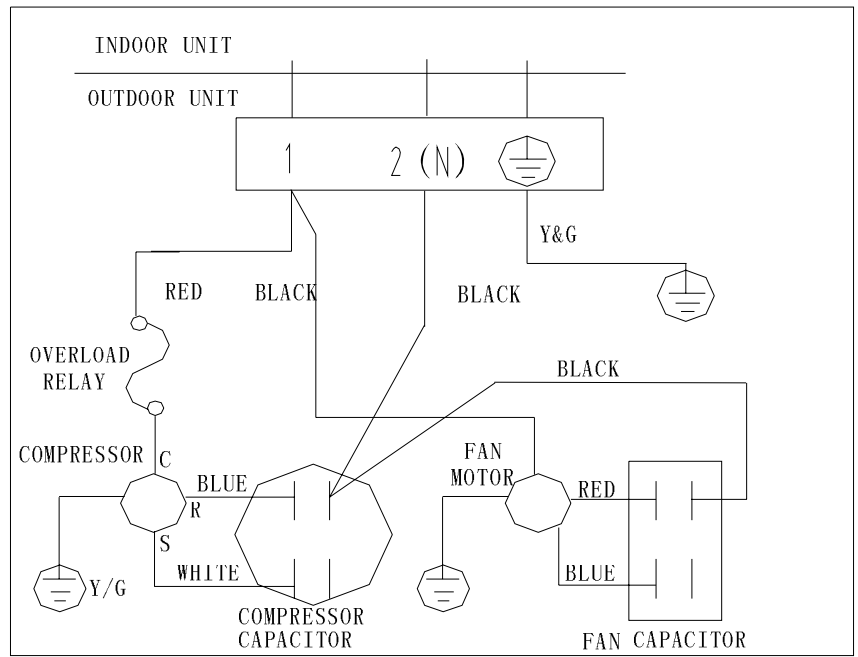 INDOOR UNIT
OUTDOOR UNIT
1 2 (N)
Y&G
RED BLACK BLACK
OVERLOAD
RELAY
BLACK
COMPRESSOR C
FAN
MOTOR
BLUE
R
RED
S
WHITE
BLUE
Y/G
COMPRESSOR
CAPACITOR
FAN CAPACITOR